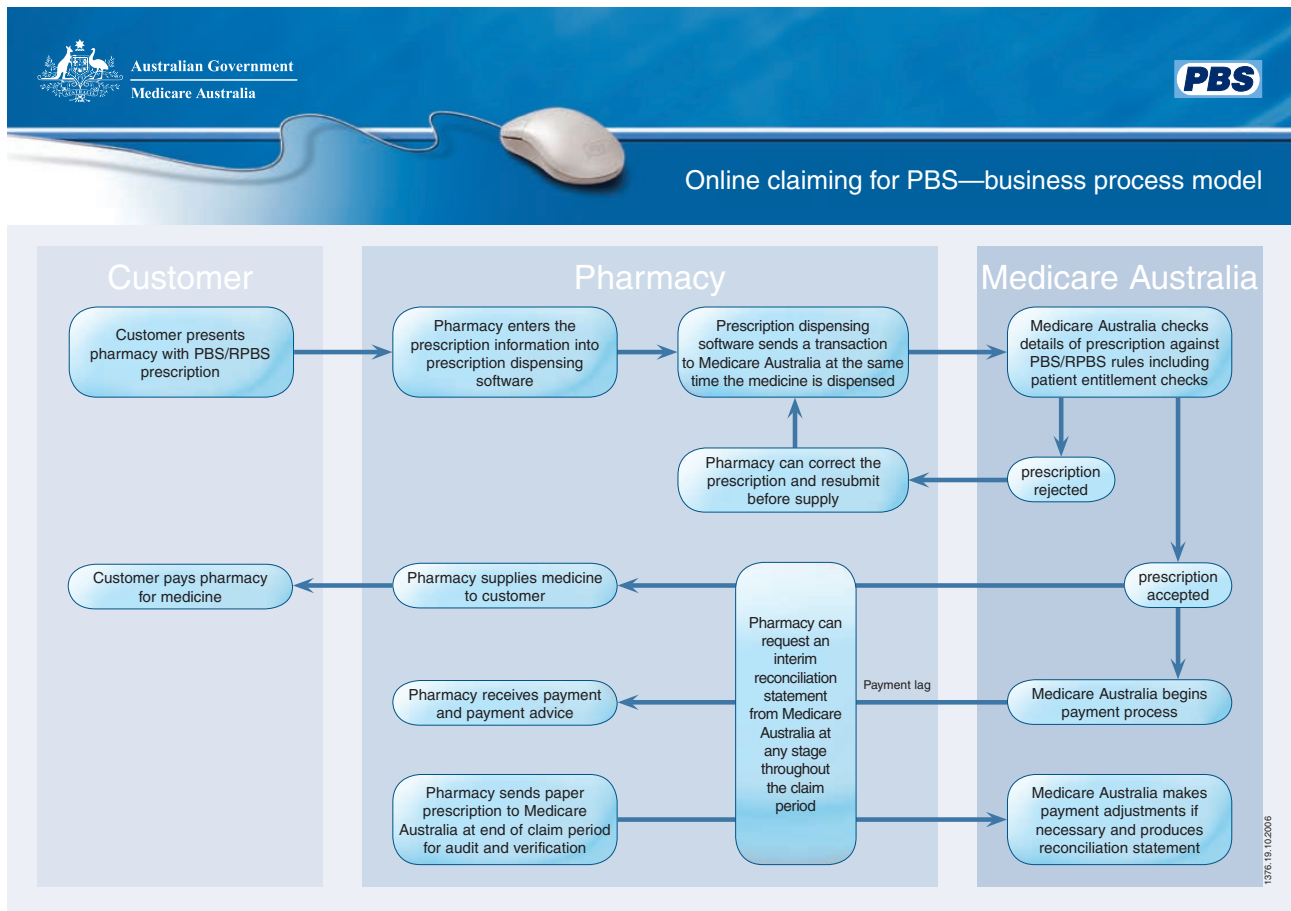 Australian Government
Medicare Australia
PBS
Online claiming for PBS—business process model
Customer
Pharmacy
Medicare Australia
Customer presents
pharmacy with PBS/RPBS
prescription
Pharmacy enters the
prescription information into
prescription dispensing
software
Prescription dispensing
software sends a transaction
to Medicare Australia at the same
time the medicine is dispensed
Medicare Australia checks
details of prescription against
PBS/RPBS rules including
patient entitlement checks
Pharmacy can correct the
prescription and resubmit
before supply
prescription
rejected
Customer pays pharmacy
for medicine
Pharmacy supplies medicine
to customer
prescription
accepted
Pharmacy can
request an
interim
reconciliation
statement
from Medicare
Australia at
any stage
throughout
the claim
period
Pharmacy receives payment
and payment advice
Payment lag
Medicare Australia begins
payment process
Pharmacy sends paper
prescription to Medicare
Australia at end of claim period
for audit and verification
Medicare Australia makes
payment adjustments if
necessary and produces
reconciliation statement
1376.19.10.2006